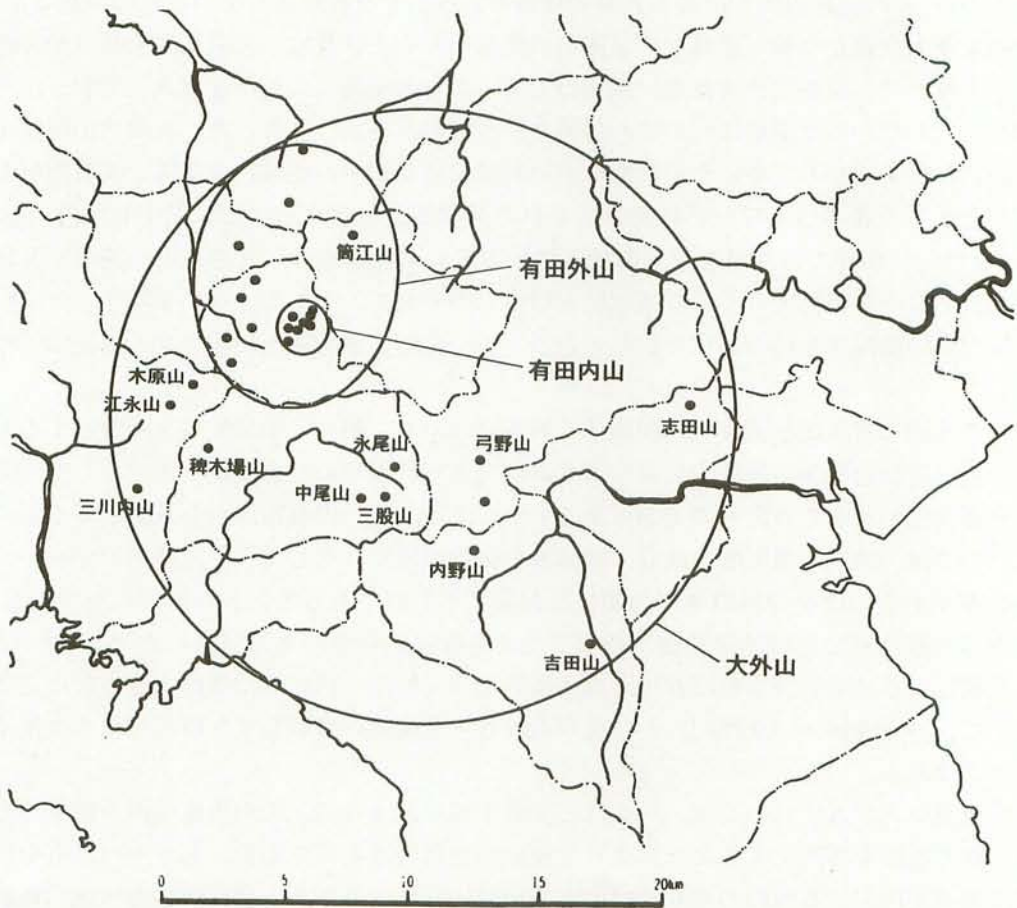 筒江山
有田外山
有田内山
木原山
江永山
志田山
永尾山
弓野山
稗木場山
中尾山
三股山
三川内山
内野山
吉田山
大外山
0 5 10 15 20km